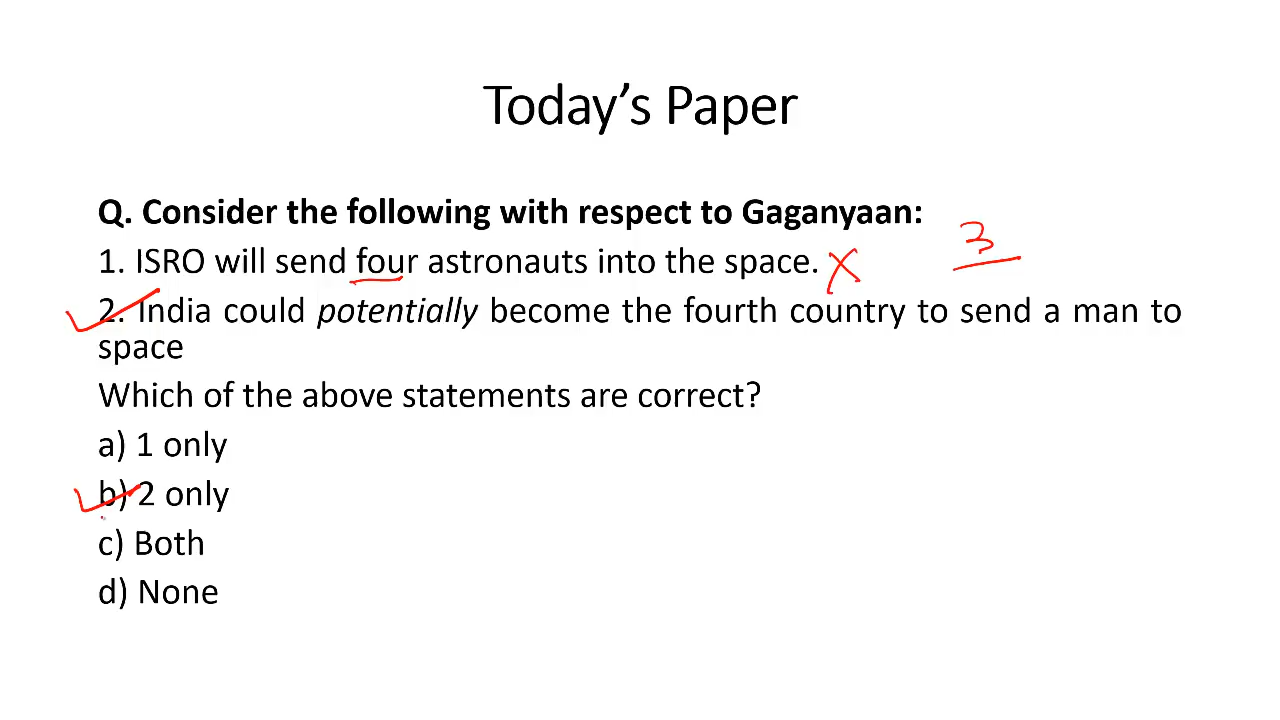 Today’s Paper
Q. Consider the following with respect to Gaganyaan:
3
1. ISRO will send four astronauts into the space. X
2. India could potentially become the fourth country to send a man to
space
Which of the above statements are correct?
a) 1 only
b) 2 only
c) Both
d) None